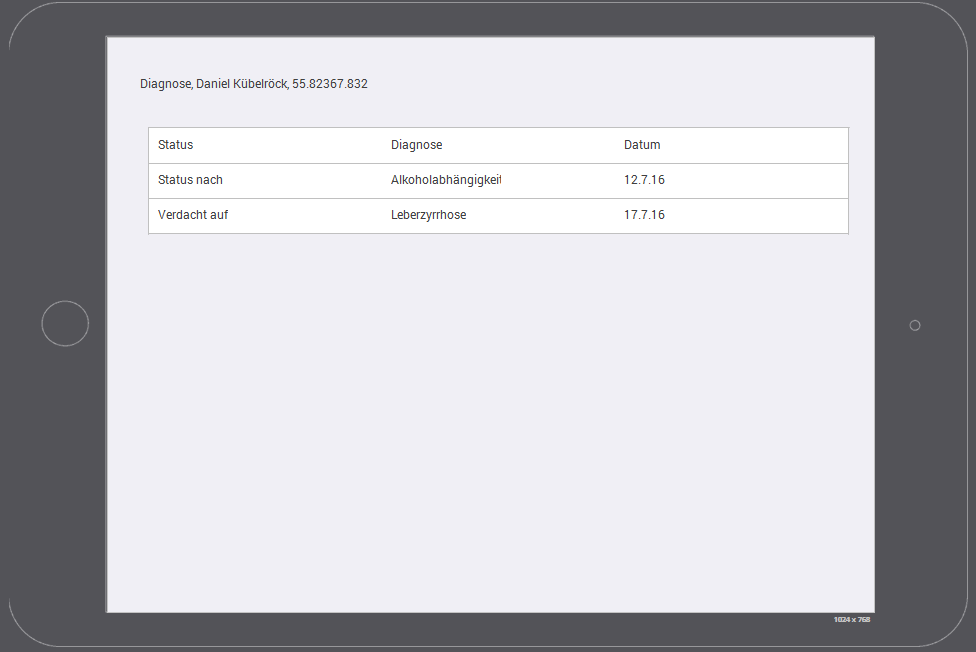 Diagnose, Daniel Kübelröck, 55.82367.832
Status Diagnose Datum
Status nach Alkoholabhängigkeit 12.7.16
Verdacht auf Leberzyrrhose 17.7.16
1024 x 768